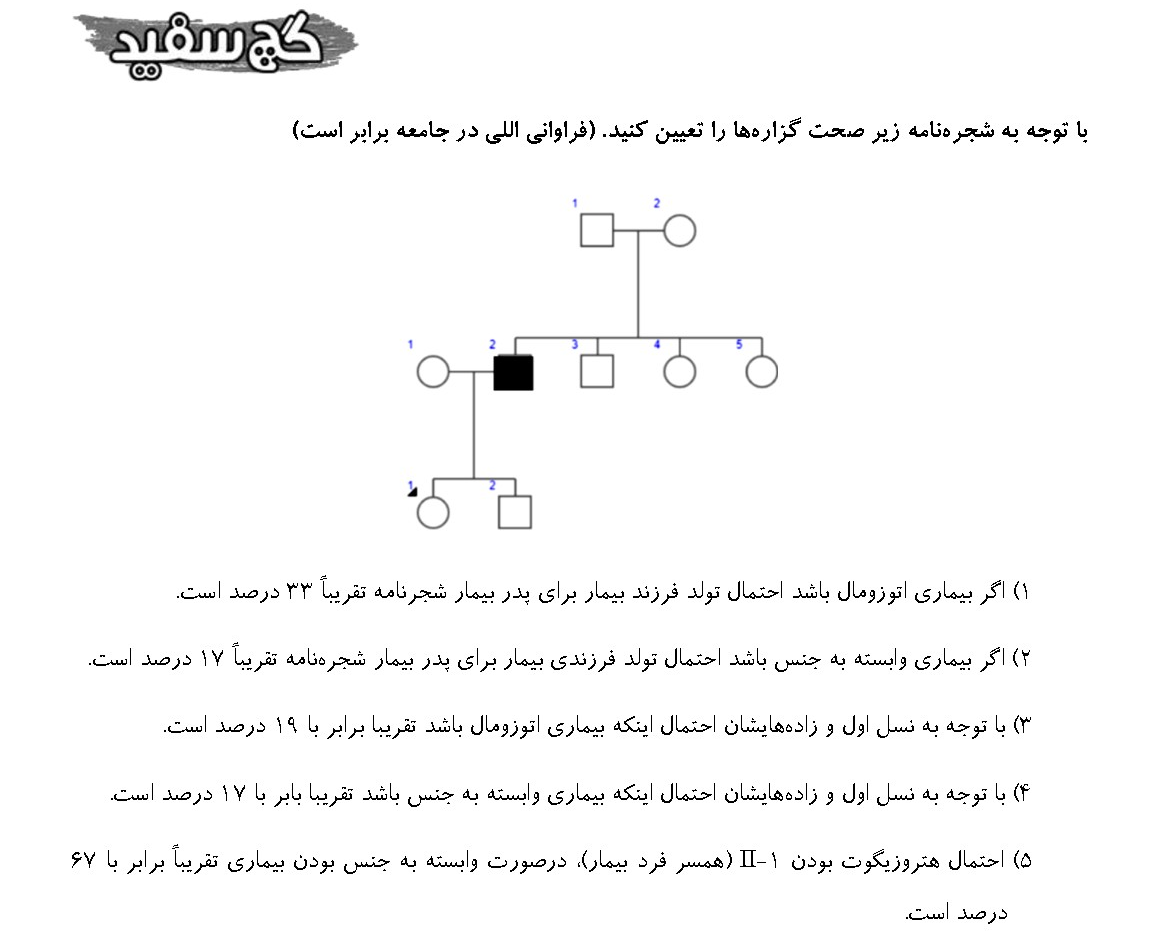 گچ سفید
با توجه به شجره‌نامه زیر صحت گزاره‌ها را تعیین کنید. (فراوانی اللی در جامعه برابر است)
1 2
1 2 3 4 5
1 2
۱) اگر بیماری اتوزومال باشد احتمال تولد فرزند بیمار برای پدر بیمار شجرنامه تقریباً ۳۳ درصد است.
۲) اگر بیماری وابسته به جنس باشد احتمال تولد فرزندی بیمار برای پدر بیمار شجره‌نامه تقریباً ۱۷ درصد است.
۳) با توجه به نسل اول و زاده‌هایشان احتمال اینکه بیماری اتوزومال باشد تقریبا برابر با ۱۹ درصد است.
۴) با توجه به نسل اول و زاده‌هایشان احتمال اینکه بیماری وابسته به جنس باشد تقریبا بابر با ۱۷ درصد است.
۵) احتمال هتروزیگوت بودن II-۱ (همسر فرد بیمار)، درصورت وابسته به جنس بودن بیماری تقریباً برابر با ۶۷
درصد است.